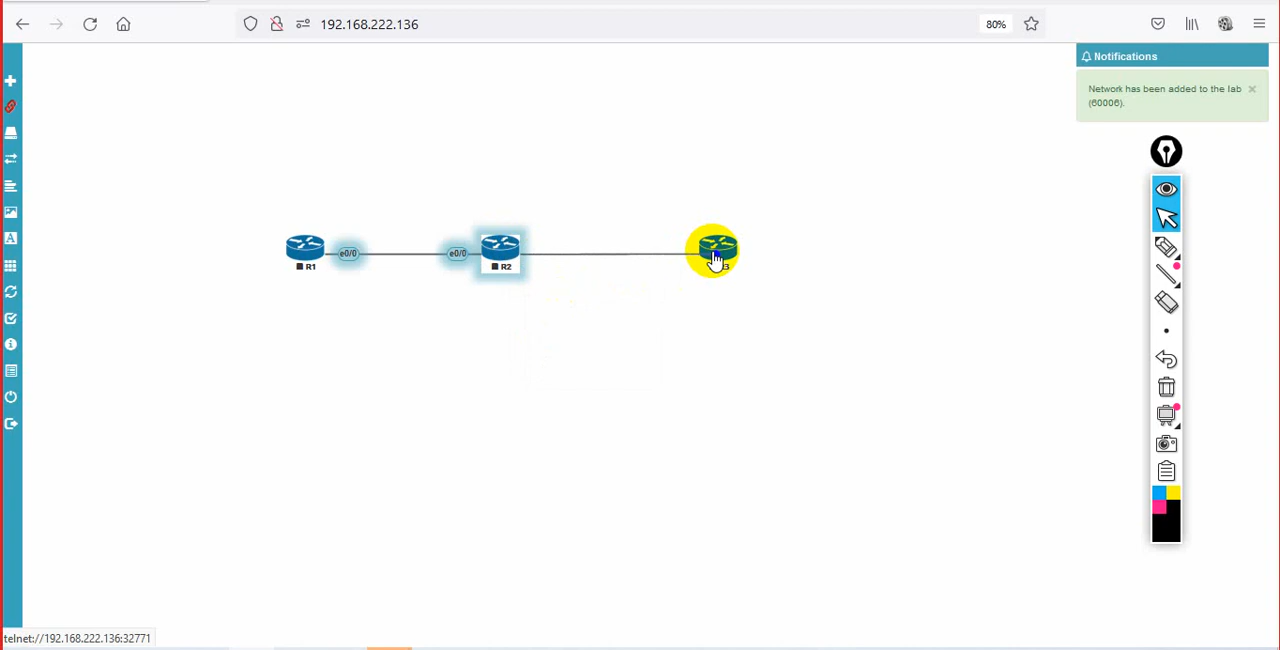 192.168.222.136
80%
Notifications
Network has been added to the lab
(60006).
e0/0
e0/0
R1
R2
3
telnet://192.168.222.136:32771